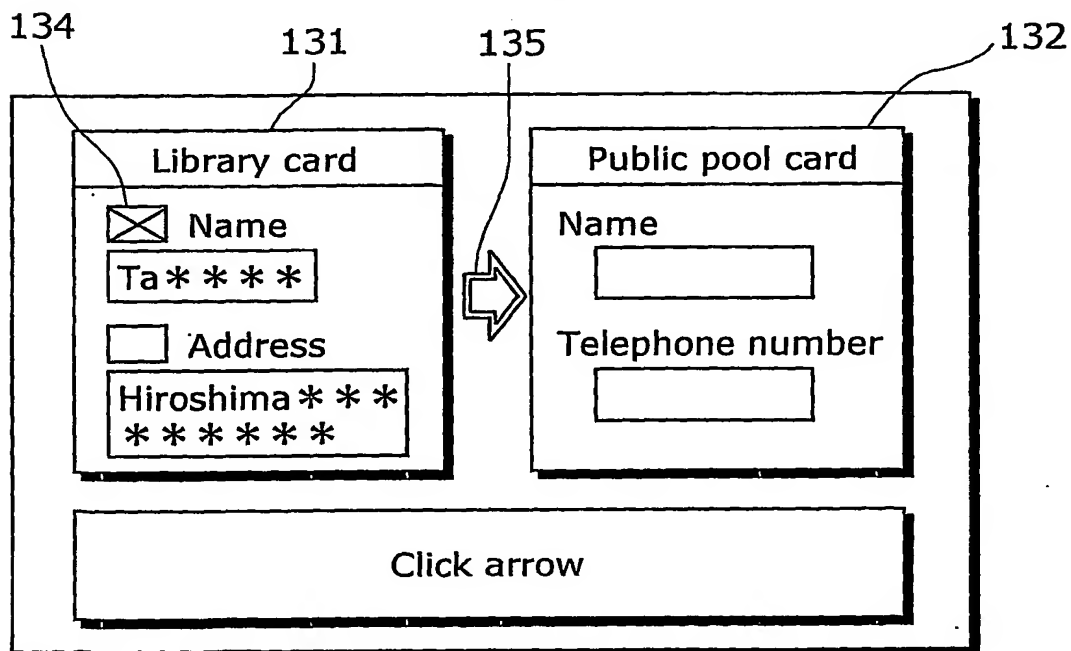 134
131
135
132
Library card
Public pool card
Name
Ta＊＊＊＊
Address
Hiroshima＊＊＊
＊＊＊＊＊＊
Name
Telephone number
Click arrow